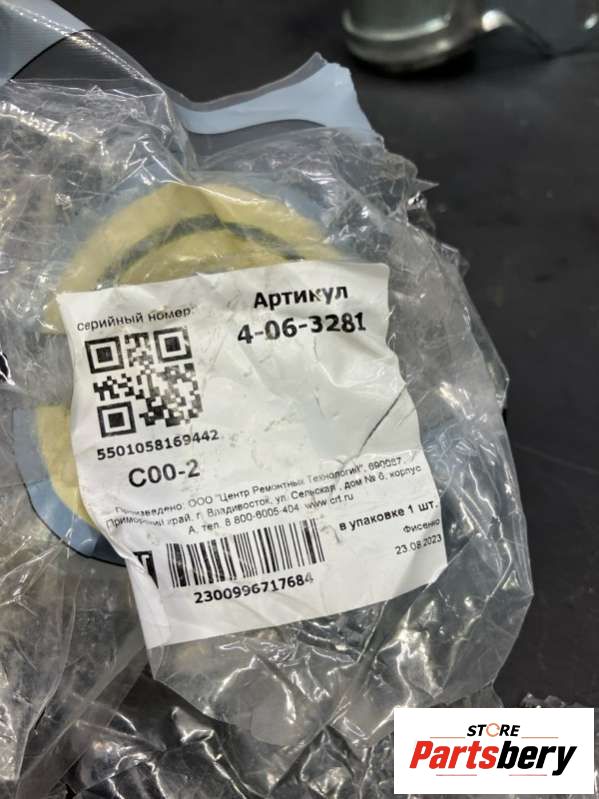 серийный номер:
Артикул
4-06-3281
5501058169442
C00-2
Произведено: ООО "Центр Ремонтных Технологий", 690087,
Приморский край, г. Владивосток, ул. Сельская , дом № 6, корпус
А, тел. 8 800-6005-404 www.crt.ru
в упаковке 1 шт.
Фисенко
23.08.2023
2300996717684
STORE
Partsbery